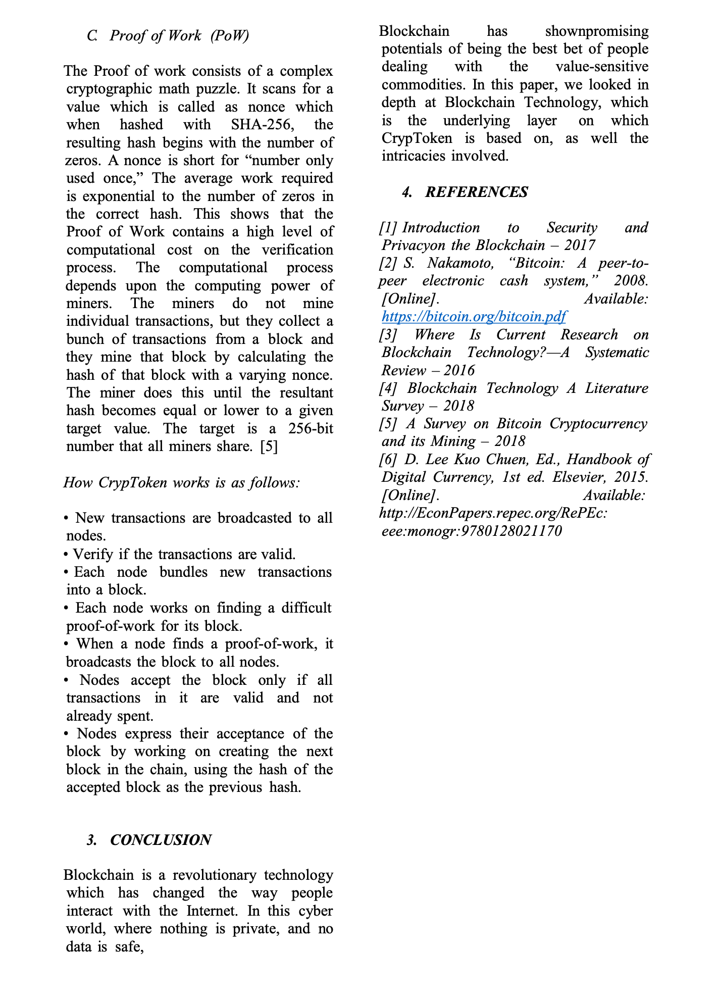 C. Proof of Work (PoW)
The Proof of work consists of a complex
cryptographic math puzzle. It scans for a
value which is called as nonce which
when hashed with SHA-256, the
resulting hash begins with the number of
zeros. A nonce is short for “number only
used once,” The average work required
is exponential to the number of zeros in
the correct hash. This shows that the
Proof of Work contains a high level of
computational cost on the verification
process. The computational process
depends upon the computing power of
miners. The miners do not mine
individual transactions, but they collect a
bunch of transactions from a block and
they mine that block by calculating the
hash of that block with a varying nonce.
The miner does this until the resultant
hash becomes equal or lower to a given
target value. The target is a 256-bit
number that all miners share. [5]
How CrypToken works is as follows:
• New transactions are broadcasted to all
nodes.
• Verify if the transactions are valid.
• Each node bundles new transactions
into a block.
• Each node works on finding a difficult
proof-of-work for its block.
• When a node finds a proof-of-work, it
broadcasts the block to all nodes.
• Nodes accept the block only if all
transactions in it are valid and not
already spent.
• Nodes express their acceptance of the
block by working on creating the next
block in the chain, using the hash of the
accepted block as the previous hash.
3. CONCLUSION
Blockchain is a revolutionary technology
which has changed the way people
interact with the Internet. In this cyber
world, where nothing is private, and no
data is safe,
Blockchain has shownpromising
potentials of being the best bet of people
dealing with the value-sensitive
commodities. In this paper, we looked in
depth at Blockchain Technology, which
is the underlying layer on which
CrypToken is based on, as well the
intricacies involved.
4. REFERENCES
[1] Introduction to Security and
Privacyon the Blockchain – 2017
[2] S. Nakamoto, “Bitcoin: A peer-to-
peer electronic cash system,” 2008.
[Online]. Available:
https://bitcoin.org/bitcoin.pdf
[3] Where Is Current Research on
Blockchain Technology?—A Systematic
Review – 2016
[4] Blockchain Technology A Literature
Survey – 2018
[5] A Survey on Bitcoin Cryptocurrency
and its Mining – 2018
[6] D. Lee Kuo Chuen, Ed., Handbook of
Digital Currency, 1st ed. Elsevier, 2015.
[Online]. Available:
http://EconPapers.repec.org/RePEc:
eee:monogr:9780128021170